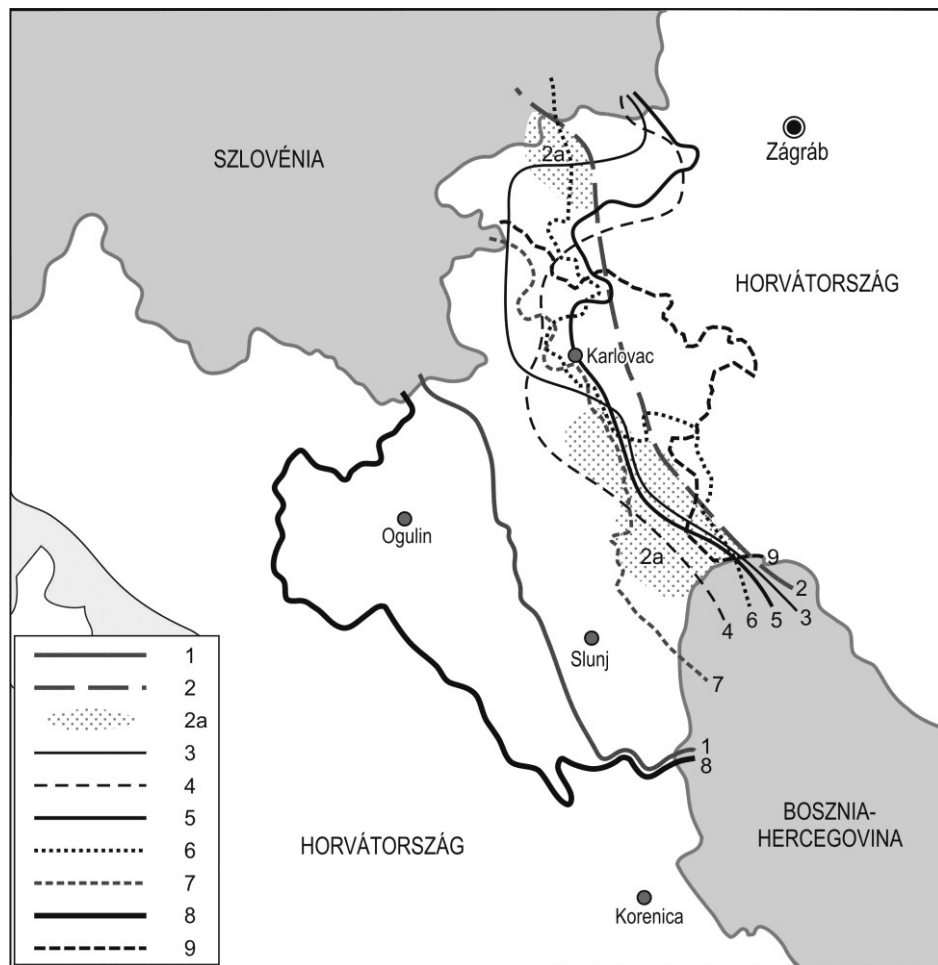 SZLOVÉNIA
2a
Zágráb
HORVÁTORSZÁG
Karlovac
Ogulin
2a
9
2
3
5
6
4
Slunj
7
1
8
HORVÁTORSZÁG
BOSZNIA-
HERCEGOVINA
Korenica
1
2
2a
3
4
5
6
7
8
9